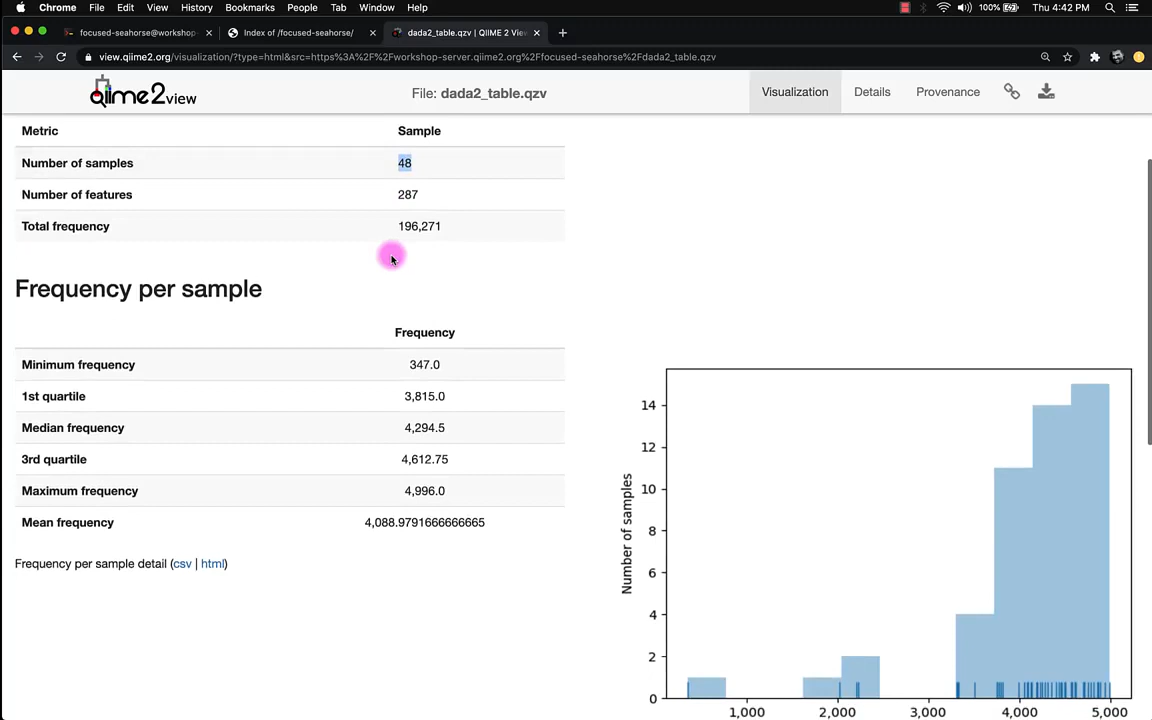 Chrome File Edit View History Bookmarks People Tab Window Help 100% Thu 4:42 PM
focused-seahorse@workshop- Index of /focused-seahorse/ dada2_table.qzv | QIIME 2 Vie
view.qiime2.org/visualization/?type=html&src=https%3A%2F%2Fworkshop-server.qiime2.org%2Ffocused-seahorse%2Fdada2_table.qzv
qiime2view File: dada2_table.qzv Visualization Details Provenance
Metric Sample
Number of samples 48
Number of features 287
Total frequency 196,271
Frequency per sample
Frequency
Minimum frequency 347.0
1st quartile 3,815.0
Median frequency 4,294.5
3rd quartile 4,612.75
Maximum frequency 4,996.0
Mean frequency 4,088.9791666666665
Frequency per sample detail (csv | html)
Number of samples
14
12
10
8
6
4
2
0
1,000 2,000 3,000 4,000 5,000